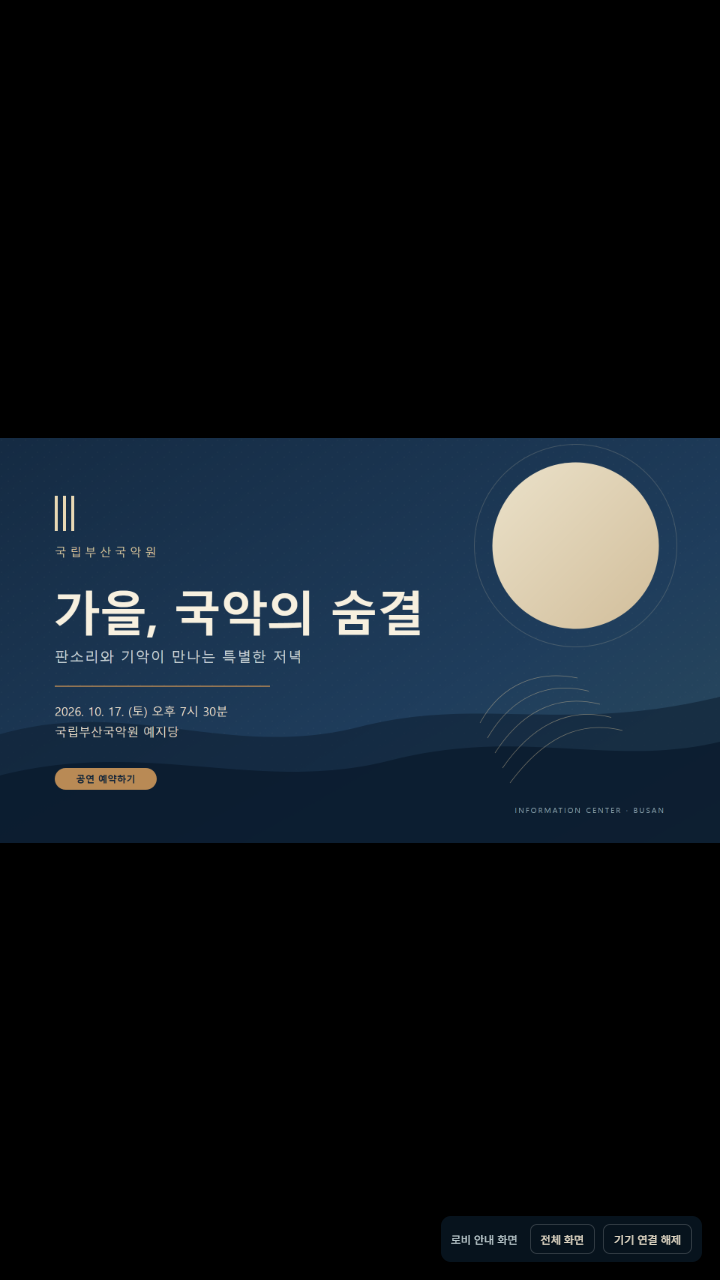 국립부산국악원
가을, 국악의 숨결
판소리와 기악이 만나는 특별한 저녁
2026. 10. 17. (토) 오후 7시 30분
국립부산국악원 예지당
공연 예약하기
INFORMATION CENTER · BUSAN
로비 안내 화면 전체 화면 기기 연결 해제